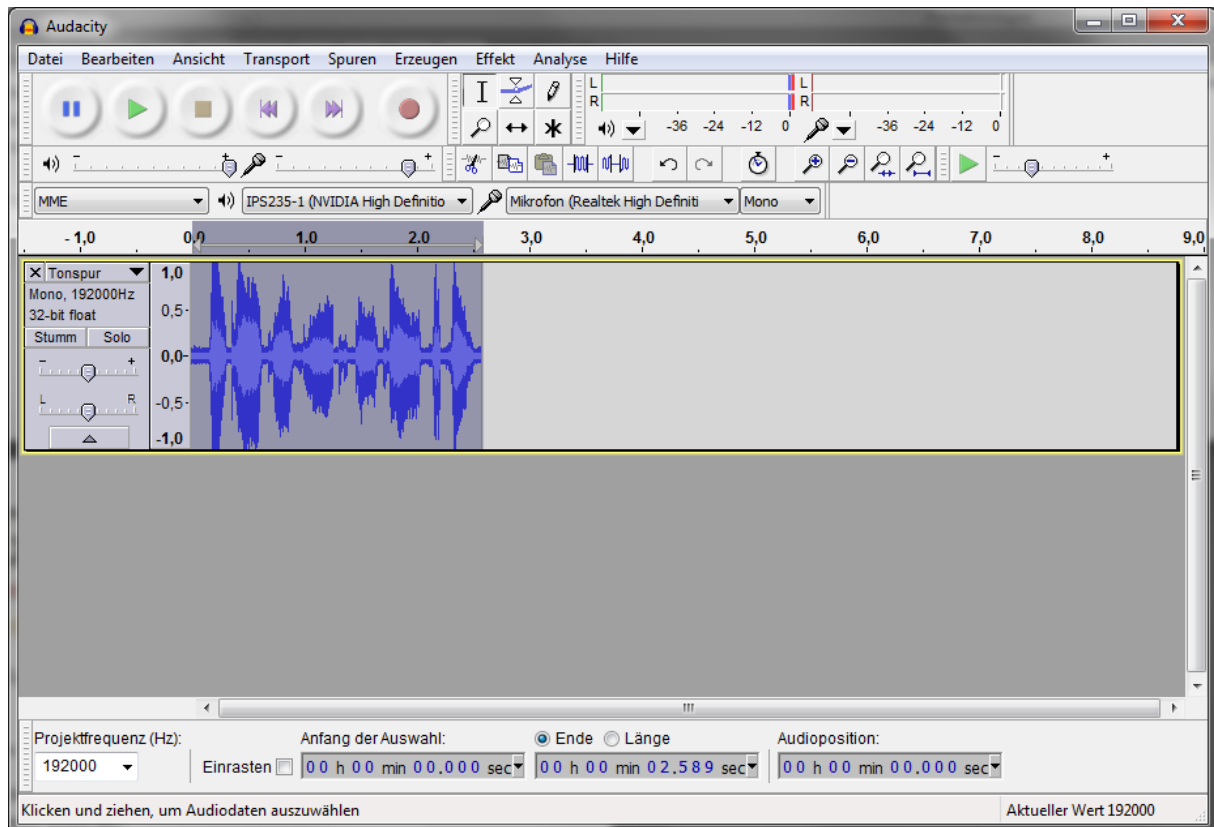 Audacity
Datei Bearbeiten Ansicht Transport Spuren Erzeugen Effekt Analyse Hilfe
L L
R R
-36 -24 -12 0 -36 -24 -12 0
MME IPS235-1 (NVIDIA High Definitio Mikrofon (Realtek High Definiti Mono
- 1,0 0,0 1.0 2.0 3,0 4,0 5,0 6,0 7,0 8,0 9,0
X Tonspur 1,0
Mono, 192000Hz
32-bit float 0,5-
Stumm Solo
- + 0,0-
L R -0,5-
-1,0
Projektfrequenz (Hz): Anfang der Auswahl: Ende Länge Audioposition:
192000 Einrasten 00 h 00 min 00.000 sec 00 h 00 min 02.589 sec 00 h 00 min 00.000 sec
Klicken und ziehen, um Audiodaten auszuwählen Aktueller Wert 192000